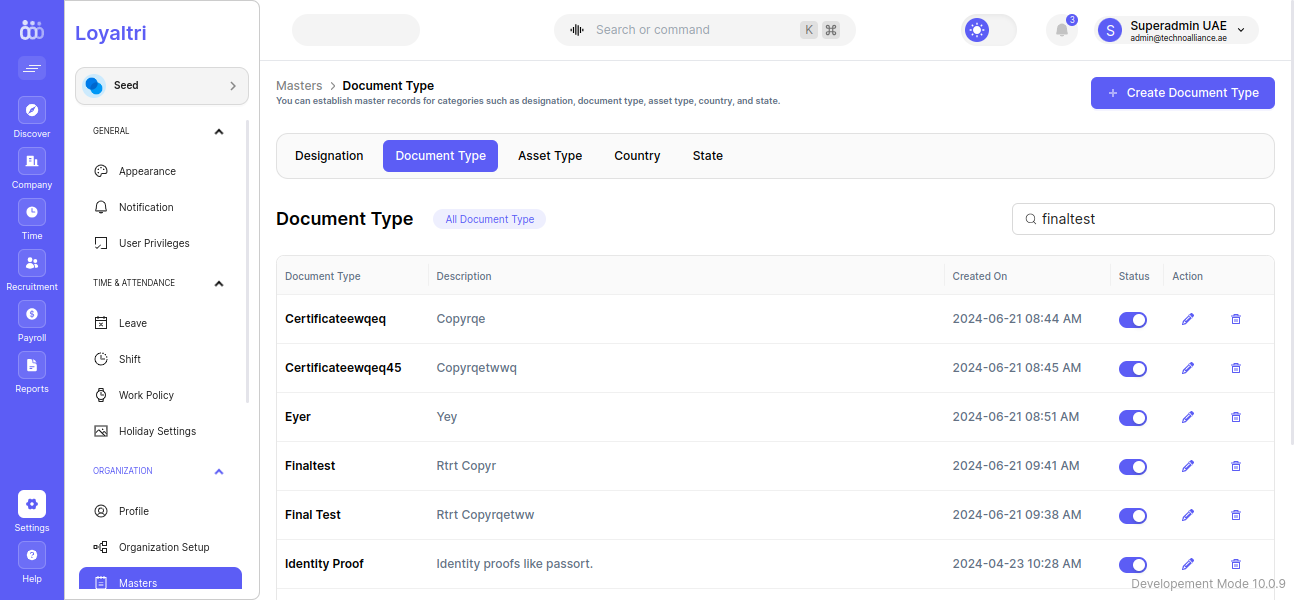 Loyaltri
Search or command
K ⌘
3
S
Superadmin UAE
admin@technoalliance.ae
Discover
Company
Time
Recruitment
Payroll
Reports
Settings
Help
Seed
GENERAL
Appearance
Notification
User Privileges
TIME & ATTENDANCE
Leave
Shift
Work Policy
Holiday Settings
ORGANIZATION
Profile
Organization Setup
Masters
Masters > Document Type
You can establish master records for categories such as designation, document type, asset type, country, and state.
+ Create Document Type
Designation Document Type Asset Type Country State
Document Type All Document Type
finaltest
Document Type Description Created On Status Action
Certificateewqeq Copyrqe 2024-06-21 08:44 AM
Certificateewqeq45 Copyrqetwwq 2024-06-21 08:45 AM
Eyer Yey 2024-06-21 08:51 AM
Finaltest Rtrt Copyr 2024-06-21 09:41 AM
Final Test Rtrt Copyrqetww 2024-06-21 09:38 AM
Identity Proof Identity proofs like passort. 2024-04-23 10:28 AM
Developement Mode 10.0.9